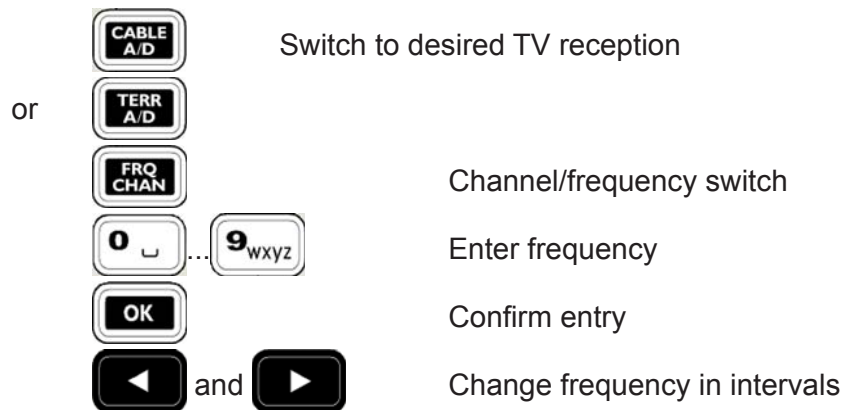 CABLE
A/D Switch to desired TV reception
or TERR
A/D
FRQ
CHAN Channel/frequency switch
0 ␣...9wxyz Enter frequency
OK Confirm entry
◄ and ► Change frequency in intervals